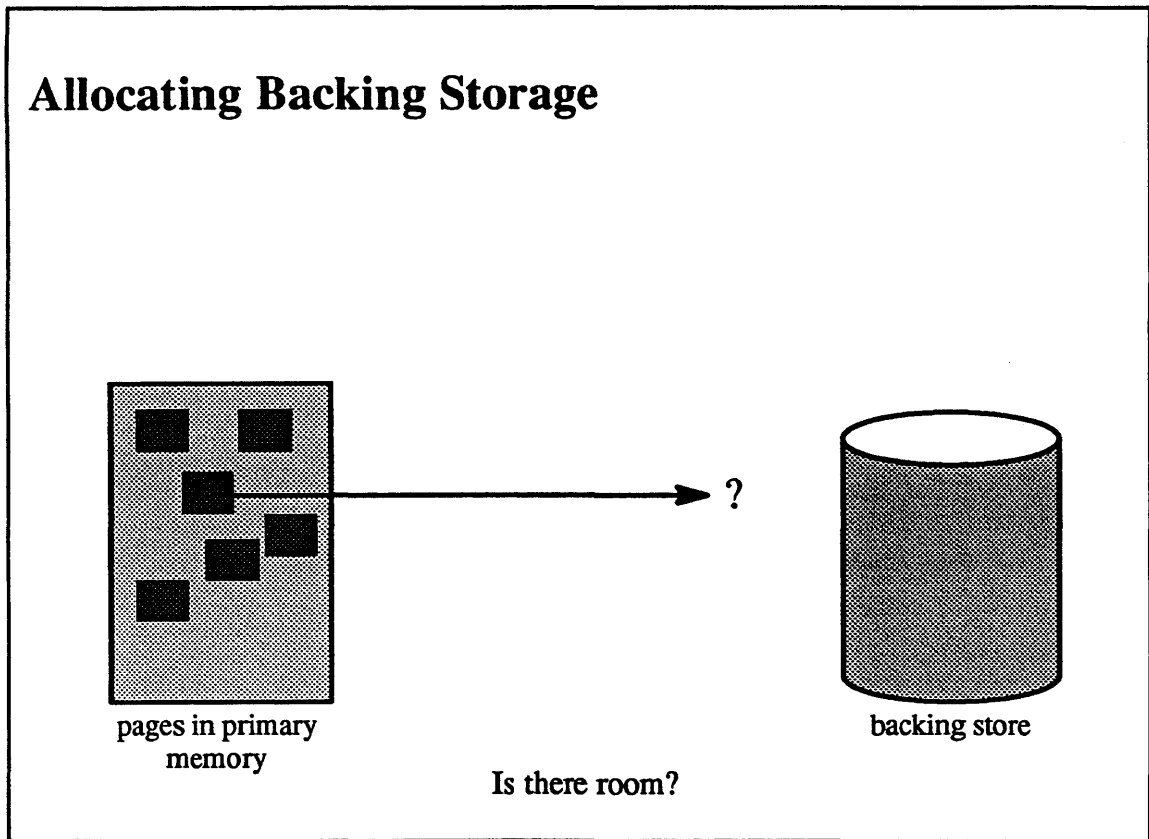 Allocating Backing Storage
?
pages in primary
memory
backing store
Is there room?